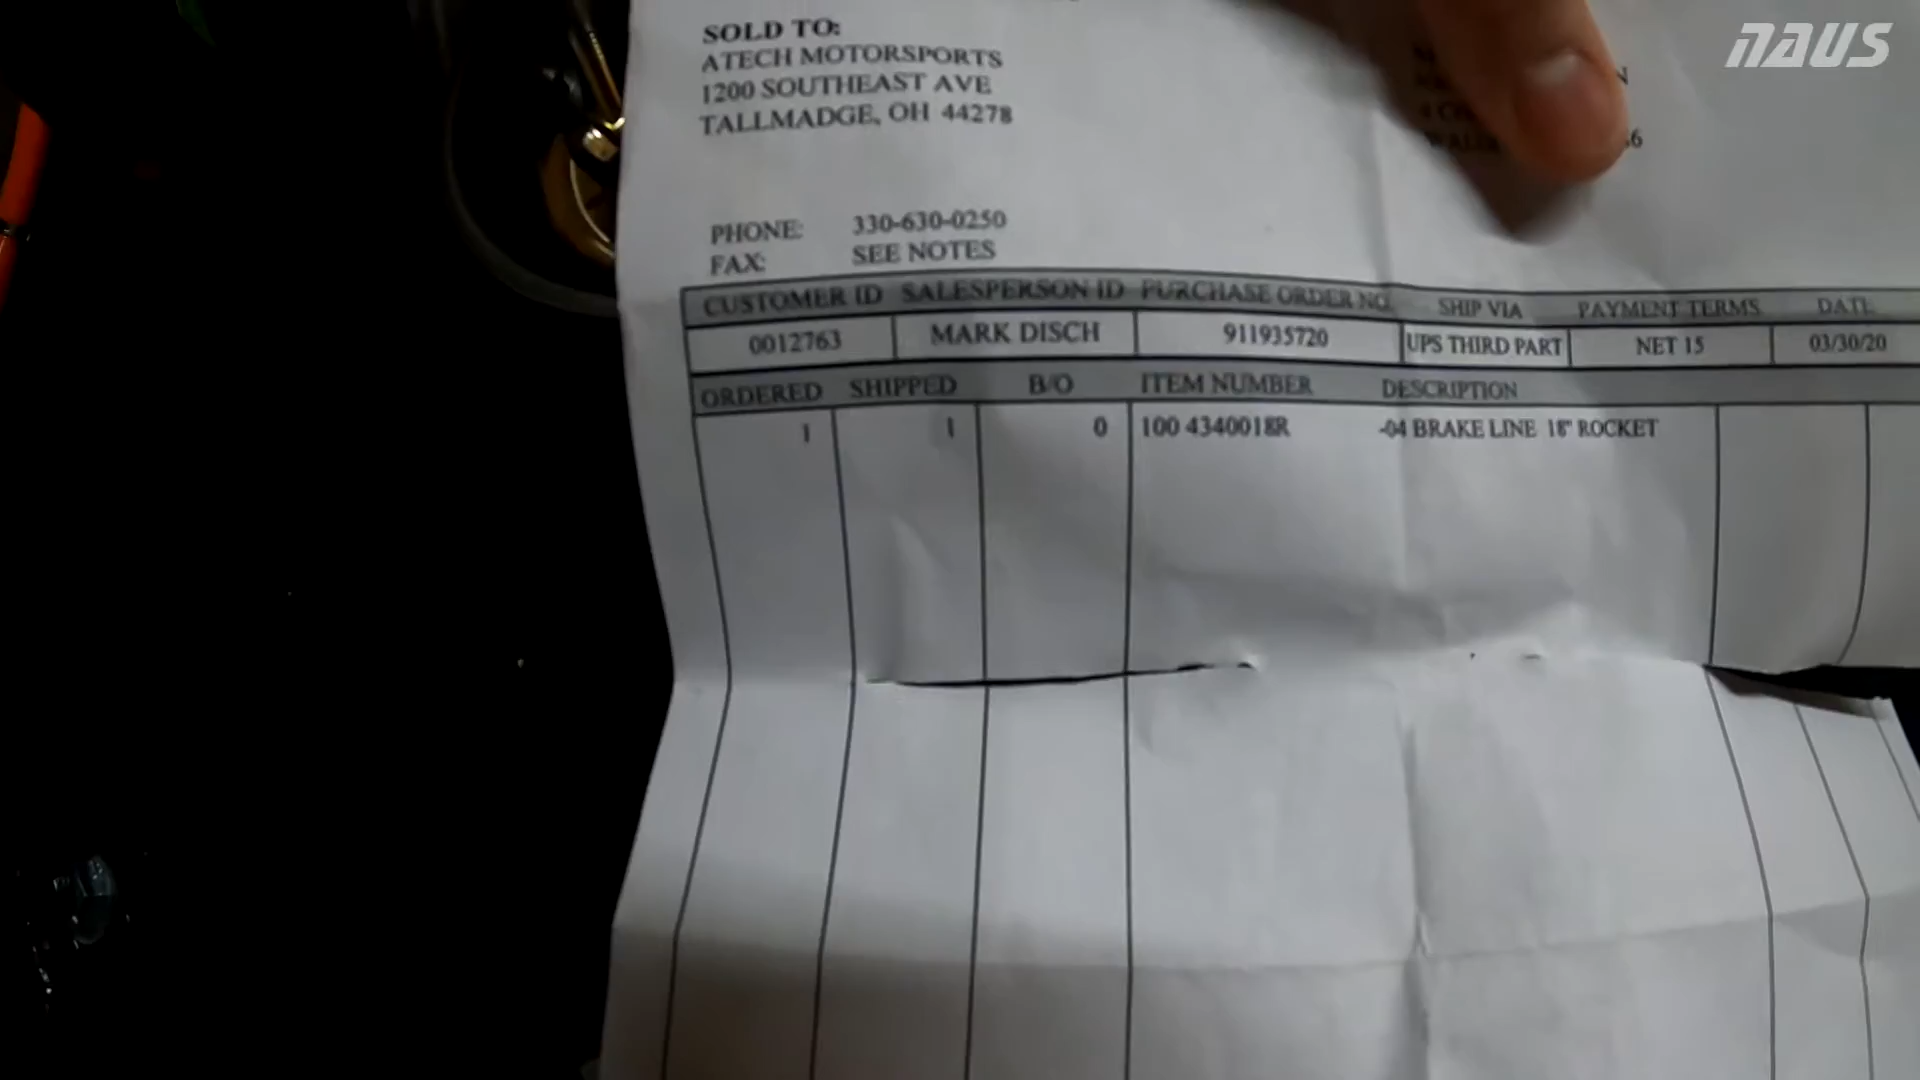 NAUS
SOLD TO:
ATECH MOTORSPORTS
1200 SOUTHEAST AVE
TALLMADGE, OH 44278
PHONE: 330-630-0250
FAX: SEE NOTES
CUSTOMER ID SALESPERSON ID PURCHASE ORDER NO. SHIP VIA PAYMENT TERMS DATE
0012763 MARK DISCH 911935720 UPS THIRD PART NET 15 03/30/20
ORDERED SHIPPED B/O ITEM NUMBER DESCRIPTION
1 1 0 100 4340018R -04 BRAKE LINE 18" ROCKET